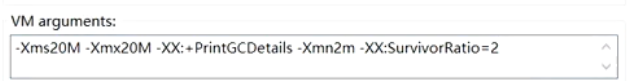 VM arguments:
-Xms20M -Xmx20M -XX:+PrintGCDetails -Xmn2m -XX:SurvivorRatio=2